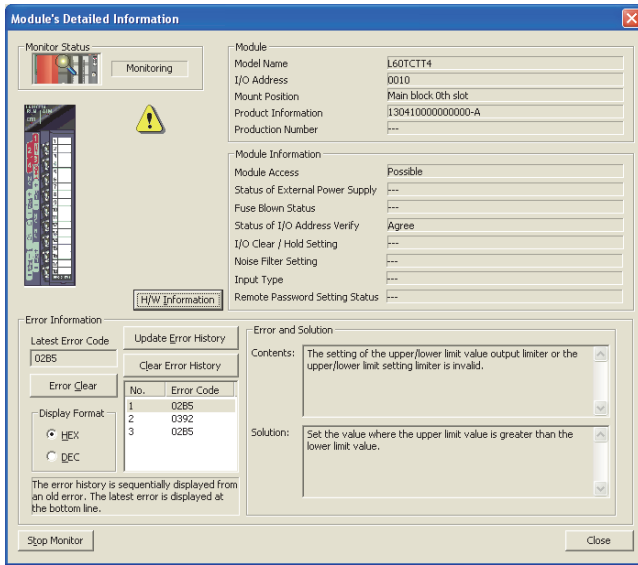 Module's Detailed Information
Monitor Status
Monitoring
Module
Model Name L60TCTT4
I/O Address 0010
Mount Position Main block 0th slot
Product Information 130410000000000-A
Production Number ---
Module Information
Module Access Possible
Status of External Power Supply ---
Fuse Blown Status ---
Status of I/O Address Verify Agree
I/O Clear / Hold Setting ---
Noise Filter Setting ---
Input Type ---
Remote Password Setting Status ---
H/W Information
Error Information
Latest Error Code
02B5
Error Clear
Display Format
HEX
DEC
Update Error History
Clear Error History
No. Error Code
1 02B5
2 0392
3 02B5
The error history is sequentially displayed from
an old error. The latest error is displayed at
the bottom line.
Error and Solution
Contents: The setting of the upper/lower limit value output limiter or the
upper/lower limit setting limiter is invalid.
Solution: Set the value where the upper limit value is greater than the
lower limit value.
Stop Monitor
Close